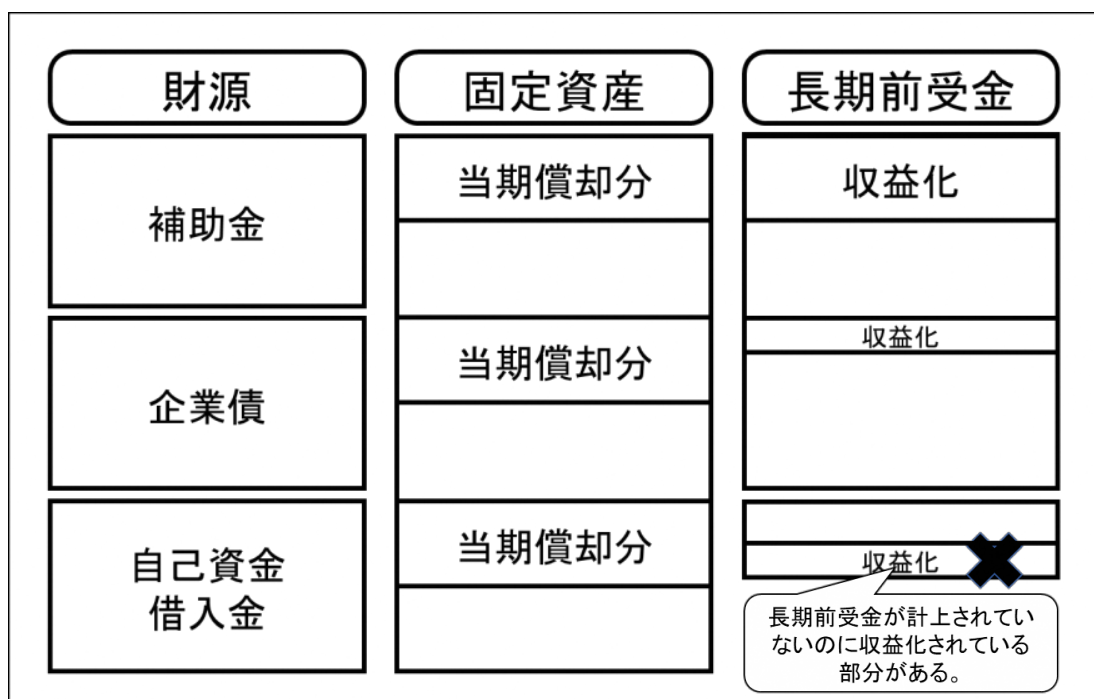 財源
固定資産
長期前受金
補助金
当期償却分
収益化
企業債
当期償却分
収益化
自己資金
借入金
当期償却分
収益化
長期前受金が計上されてい
ないのに収益化されている
部分がある。